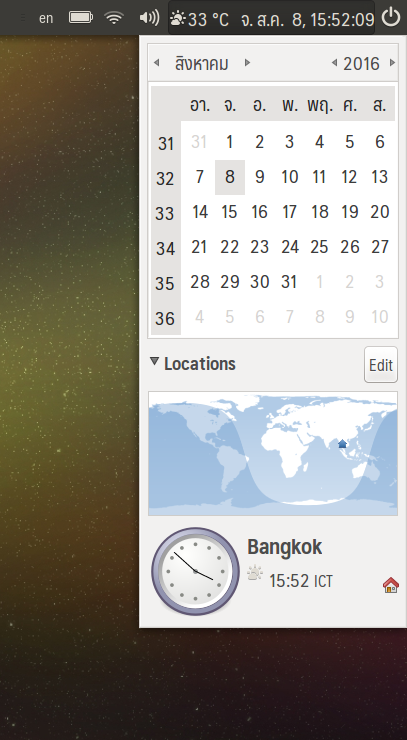 en 33 °C จ. ส.ค. 8, 15:52:09
สิงหาคม 2016
อา. จ. อ. พ. พฤ. ศ. ส.
31 31 1 2 3 4 5 6
32 7 8 9 10 11 12 13
33 14 15 16 17 18 19 20
34 21 22 23 24 25 26 27
35 28 29 30 31 1 2 3
36 4 5 6 7 8 9 10
Locations Edit
Bangkok
15:52 ICT